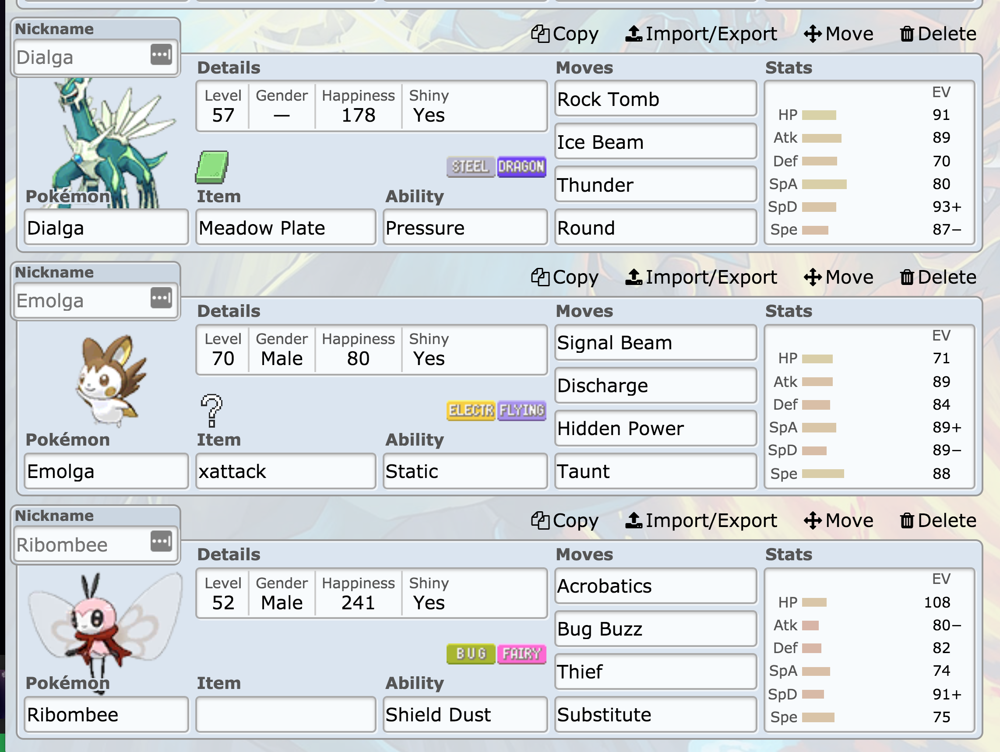 Nickname
Copy Import/Export Move Delete
Dialga
Details Moves Stats
Level Gender Happiness Shiny
57 — 178 Yes
Rock Tomb
Ice Beam
Thunder
Round
EV
HP 91
Atk 89
Def 70
SpA 80
SpD 93+
Spe 87−
STEEL DRAGON
Pokémon Item Ability
Dialga Meadow Plate Pressure
Nickname
Copy Import/Export Move Delete
Emolga
Details Moves Stats
Level Gender Happiness Shiny
70 Male 80 Yes
Signal Beam
Discharge
Hidden Power
Taunt
EV
HP 71
Atk 89
Def 84
SpA 89+
SpD 89−
Spe 88
?
ELECTR FLYING
Pokémon Item Ability
Emolga xattack Static
Nickname
Copy Import/Export Move Delete
Ribombee
Details Moves Stats
Level Gender Happiness Shiny
52 Male 241 Yes
Acrobatics
Bug Buzz
Thief
Substitute
EV
HP 108
Atk 80−
Def 82
SpA 74
SpD 91+
Spe 75
BUG FAIRY
Pokémon Item Ability
Ribombee Shield Dust